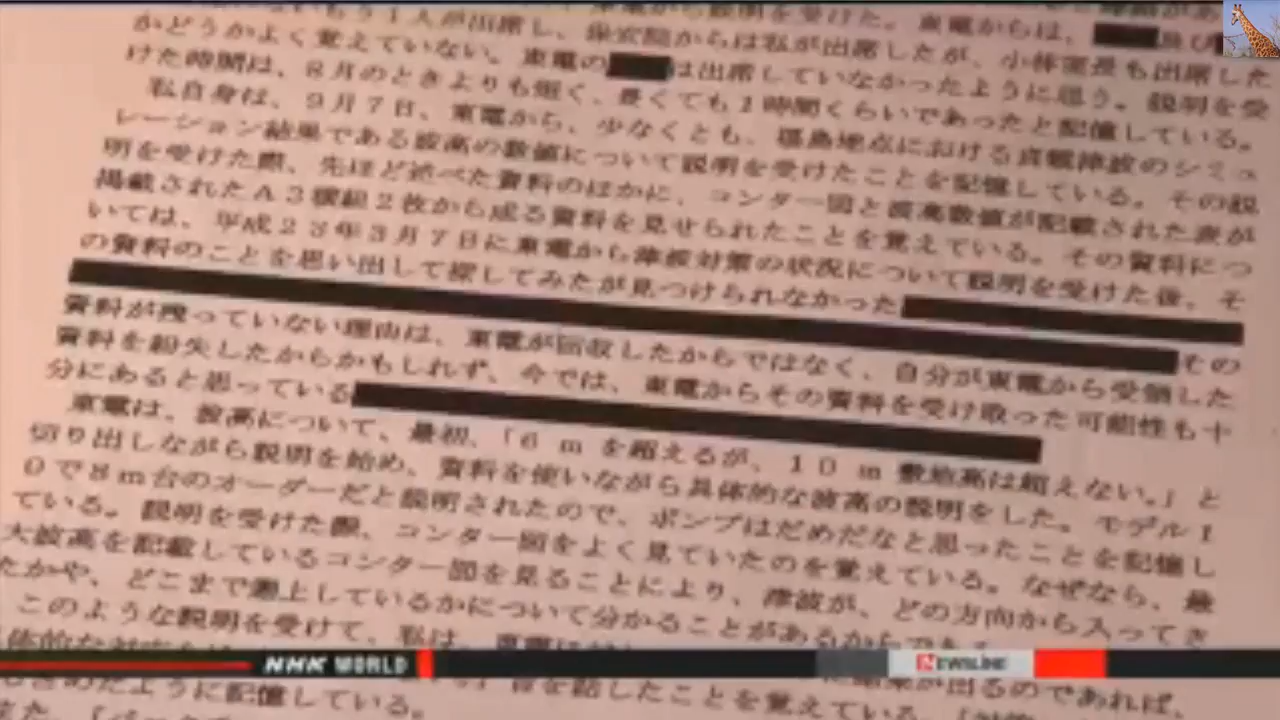 けた時間は、8月のときよりも短く、長くても1時間くらいであったと記憶している。
かどうかよく覚えていない。東電の は出席していなかったように思う。説明を受
私自身は、9月7日、東電から、少なくとも、福島地点における貞観津波のシミュ
レーション結果である波高の数値について説明を受けたことを記憶している。その説
明を受けた際、先ほど述べた資料のほかに、コンター図と波高数値が記載された表が
掲載されたA3横組2枚から成る資料を見せられたことを覚えている。その資料につ
いては、平成23年3月7日に東電から津波対策の状況について説明を受けた後、そ
の資料のことを思い出して探してみたが見つけられなかった
その
資料が残っていない理由は、東電が回収したからではなく、自分が東電から受領した
資料を紛失したからかもしれず、今では、東電からその資料を受け取った可能性も十
分にあると思っている
東電は、波高について、最初、「6mを超えるが、10m敷地高は超えない。」と
切り出しながら説明を始め、資料を使いながら具体的な波高の説明をした。モデル1
0で8m台のオーダーだと説明されたので、ポンプはだめだなと思ったことを記憶し
ている。説明を受けた際、コンター図をよく見ていたのを覚えている。なぜなら、最
大波高を記載しているコンター図を見ることにより、津波が、どの方向から入ってき
たかや、どこまで遡上しているかについて分かることがあるからである。
このような説明を受けて、私は、
NHK WORLD
NEWSLINE
ように記憶している。
を話したことを覚えている。